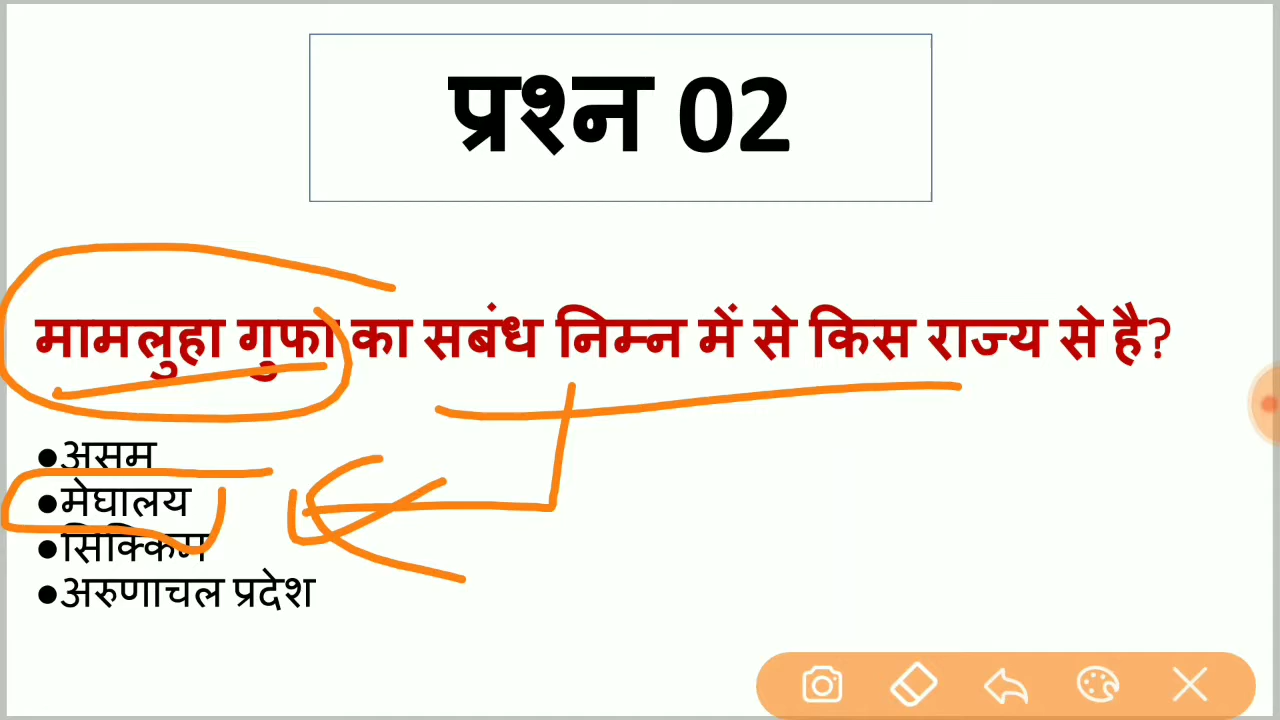 प्रश्न 02
मामलुहा गुफा का सबंध निम्न में से किस राज्य से है?
●असम
●मेघालय
●सिक्किम
●अरुणाचल प्रदेश